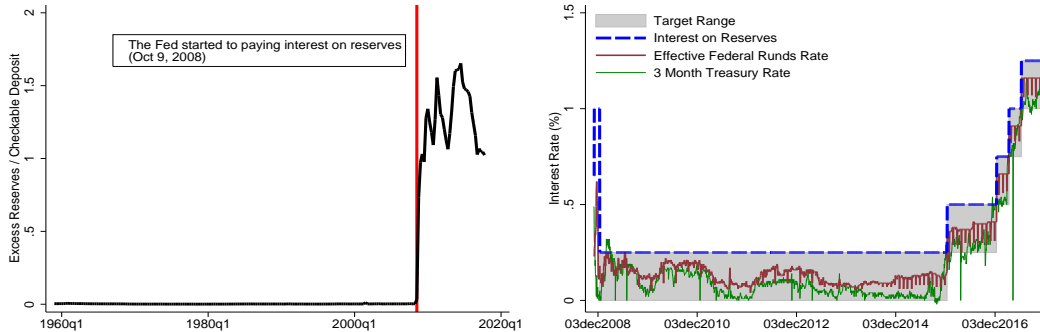 Excess Reserves / Checkable Deposit
2
1.5
1
.5
0
The Fed started to paying interest on reserves
(Oct 9, 2008)
1960q1
1980q1
2000q1
2020q1
Interest Rate (%)
1.5
1
.5
0
Target Range
Interest on Reserves
Effective Federal Runds Rate
3 Month Treasury Rate
03dec2008
03dec2010
03dec2012
03dec2014
03dec2016